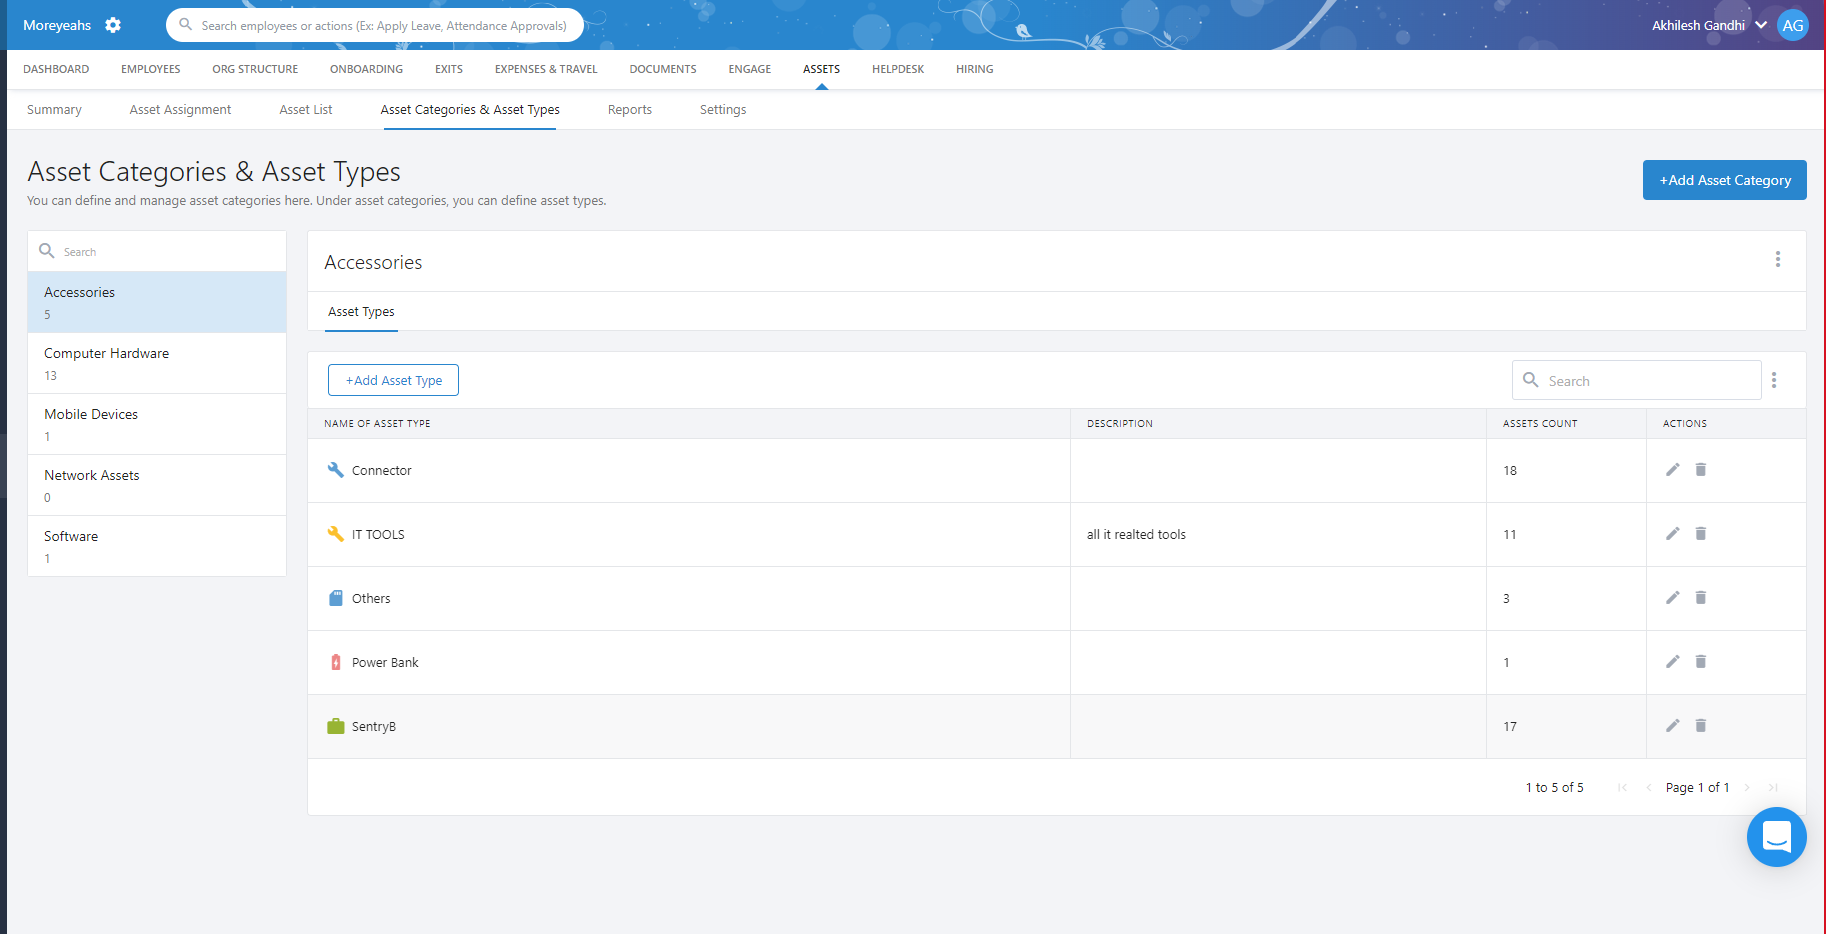 Moreyeahs
Search employees or actions (Ex: Apply Leave, Attendance Approvals)
Akhilesh Gandhi AG
DASHBOARD EMPLOYEES ORG STRUCTURE ONBOARDING EXITS EXPENSES & TRAVEL DOCUMENTS ENGAGE ASSETS HELPDESK HIRING
Summary Asset Assignment Asset List Asset Categories & Asset Types Reports Settings
Asset Categories & Asset Types
You can define and manage asset categories here. Under asset categories, you can define asset types.
+Add Asset Category
Search
Accessories
5
Computer Hardware
13
Mobile Devices
1
Network Assets
0
Software
1
Accessories
Asset Types
+Add Asset Type
Search
NAME OF ASSET TYPE DESCRIPTION ASSETS COUNT ACTIONS
Connector 18
IT TOOLS all it realted tools 11
Others 3
Power Bank 1
SentryB 17
1 to 5 of 5 Page 1 of 1